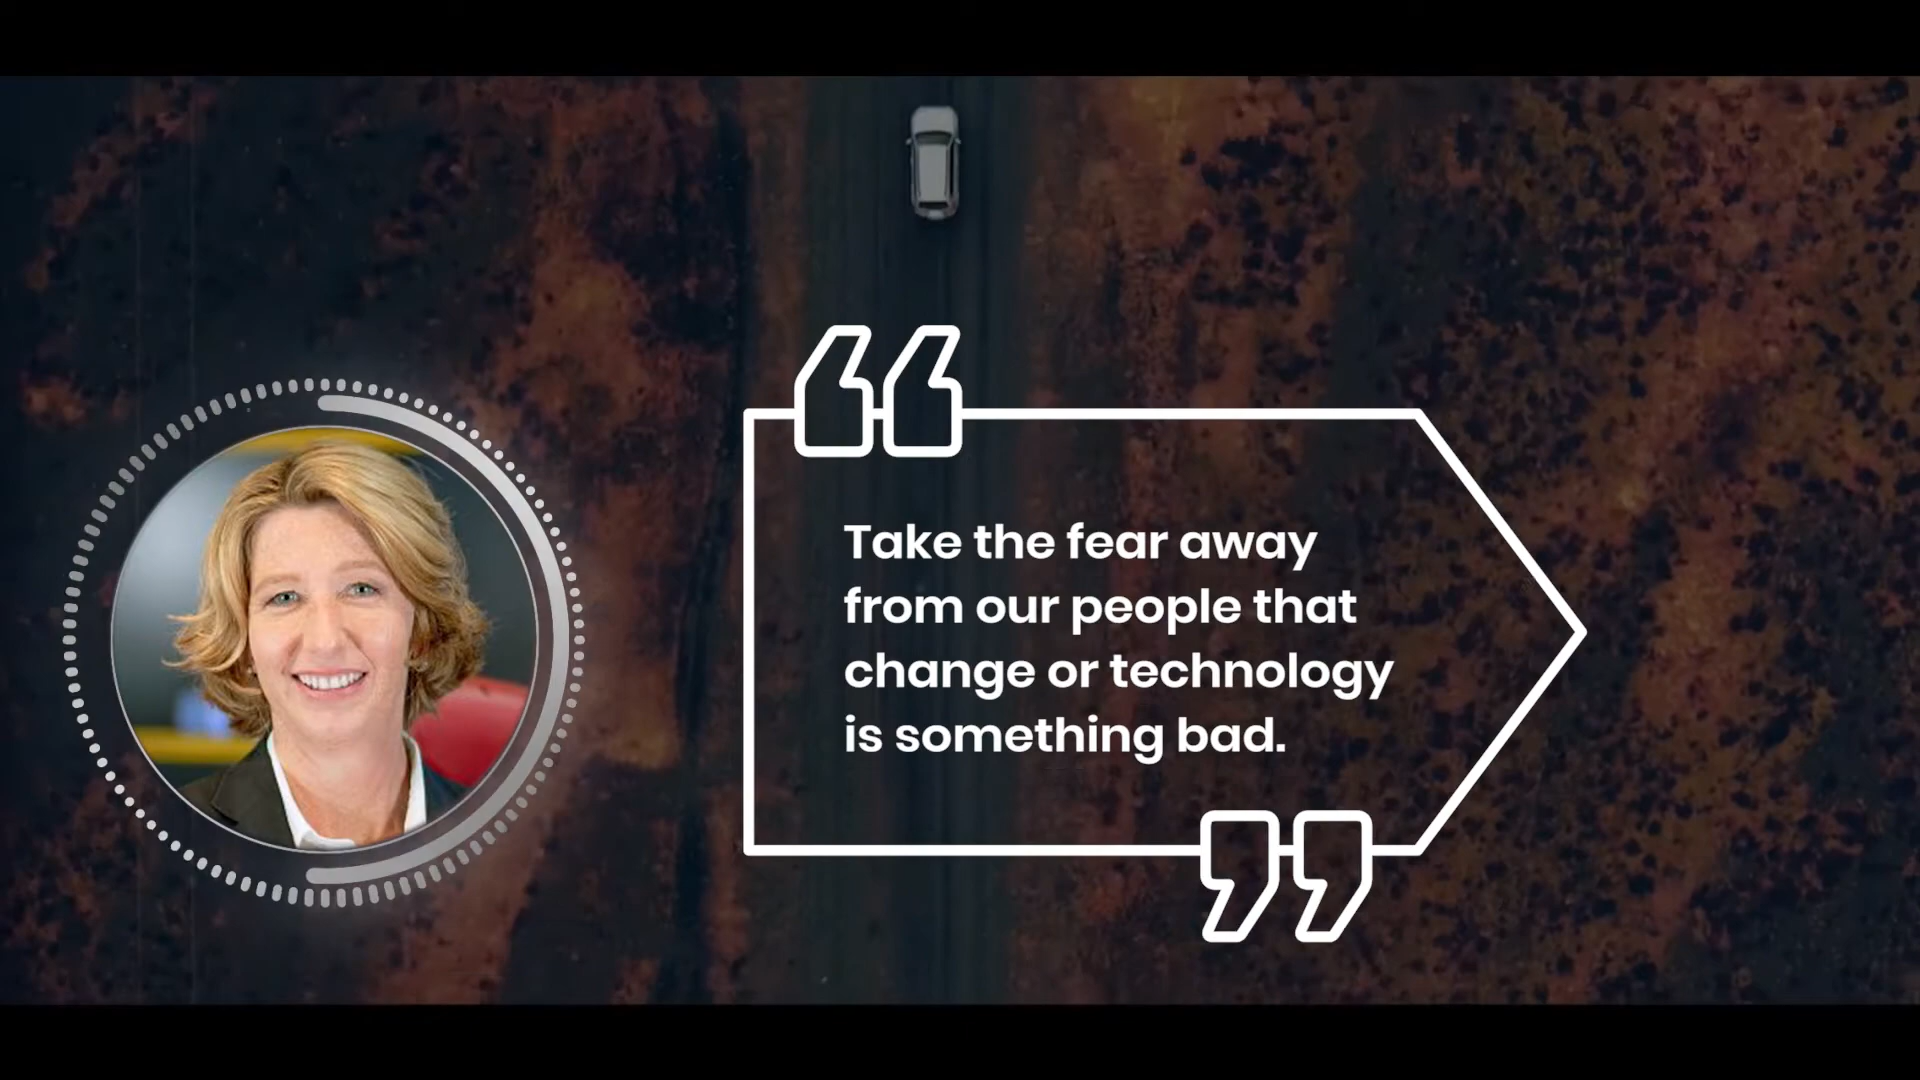 Take the fear away
from our people that
change or technology
is something bad.